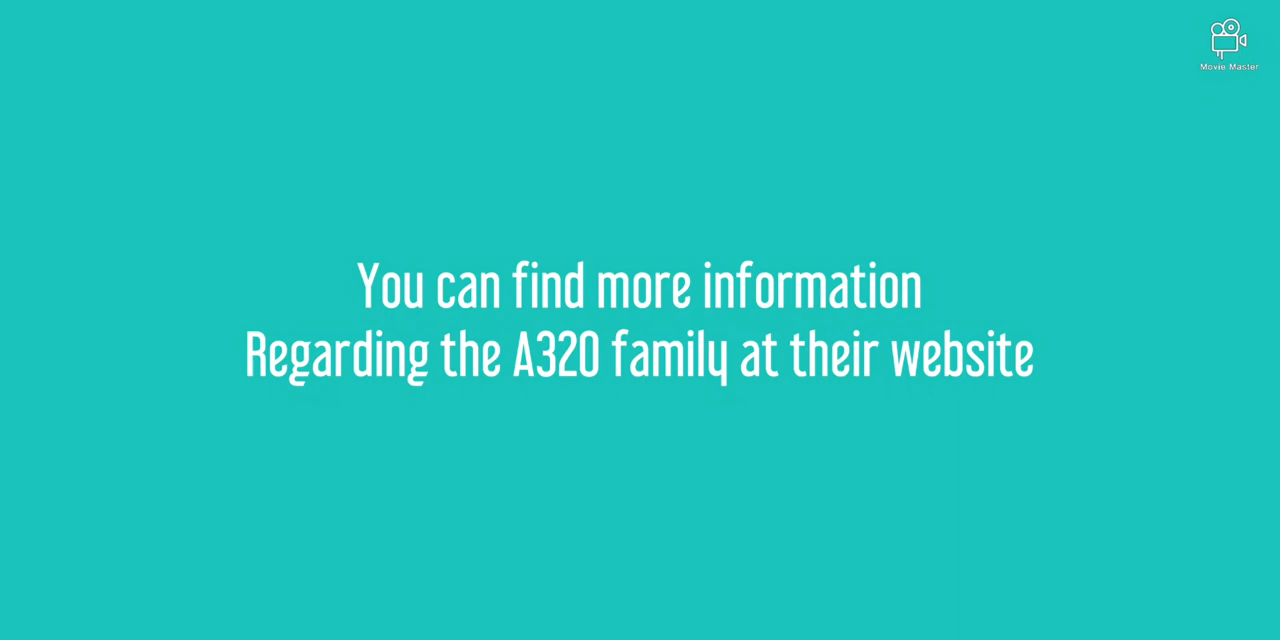 Movie Master
You can find more information
Regarding the A320 family at their website